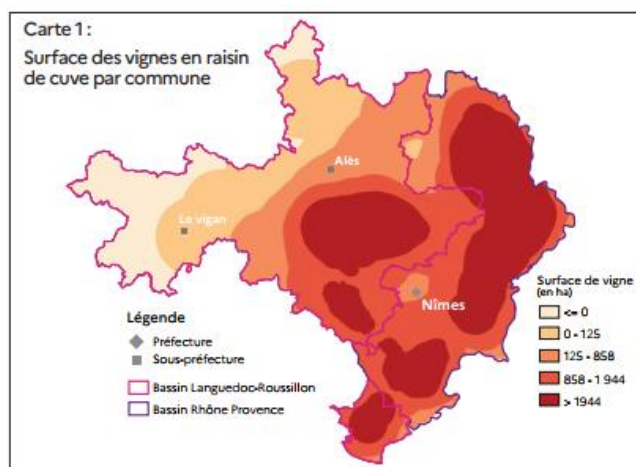 Carte 1 :
Surface des vignes en raisin
de cuve par commune
Alès
Le vigan
Nîmes
Légende
Préfecture
Sous-préfecture
Bassin Languedoc-Roussillon
Bassin Rhône Provence
Surface de vigne
(en ha)
<= 0
0 - 125
125 - 858
858 - 1 944
> 1944